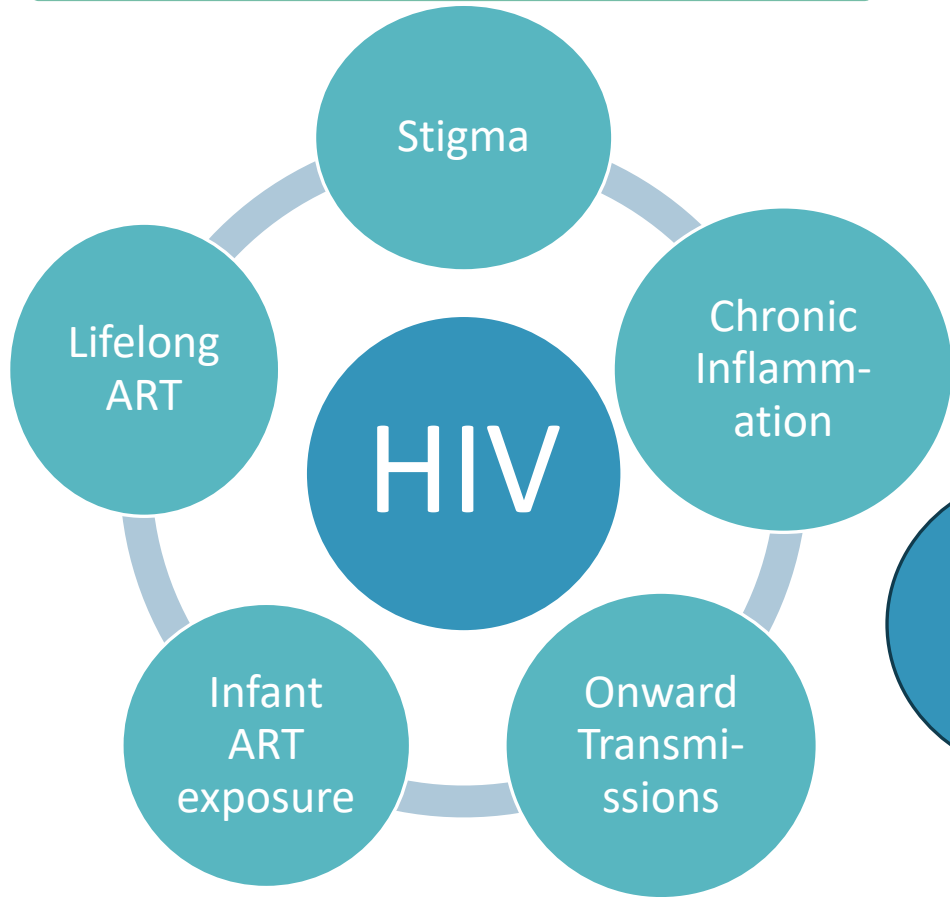 Stigma
Chronic
Inflamm-
ation
Onward
Transmi-
ssions
Infant
ART
exposure
Lifelong
ART
HIV